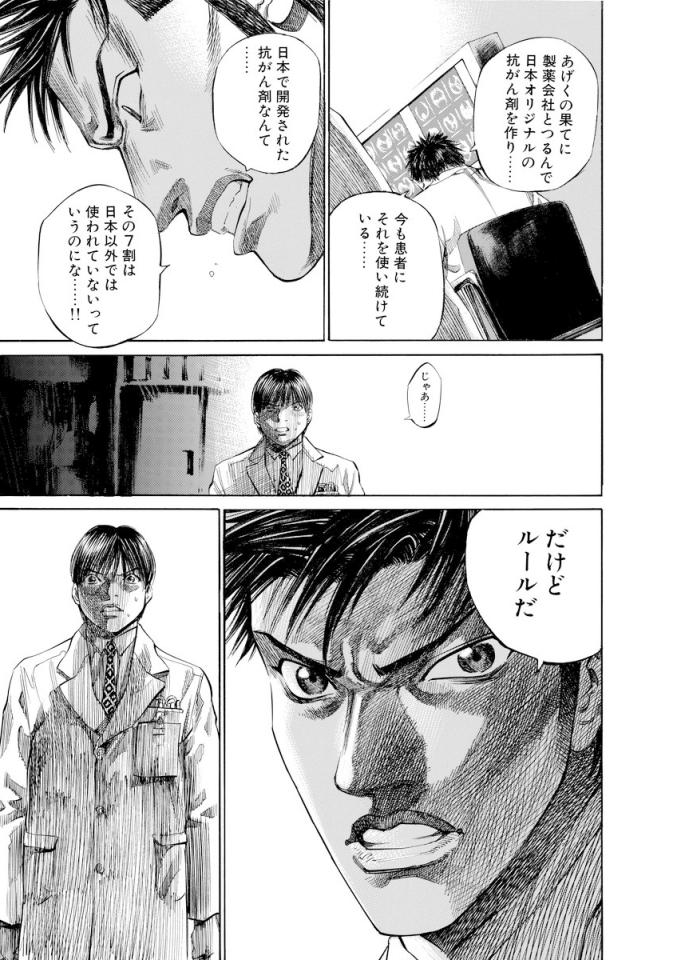 あげくの果てに
製薬会社とつるんで
日本オリジナルの
抗がん剤を作り……
今も患者に
それを使い続けて
いる……
日本で開発された
抗がん剤なんて
……
その7割は
日本以外では
使われていないって
いうのにな……!!
じゃあ……
だけど
ルールだ